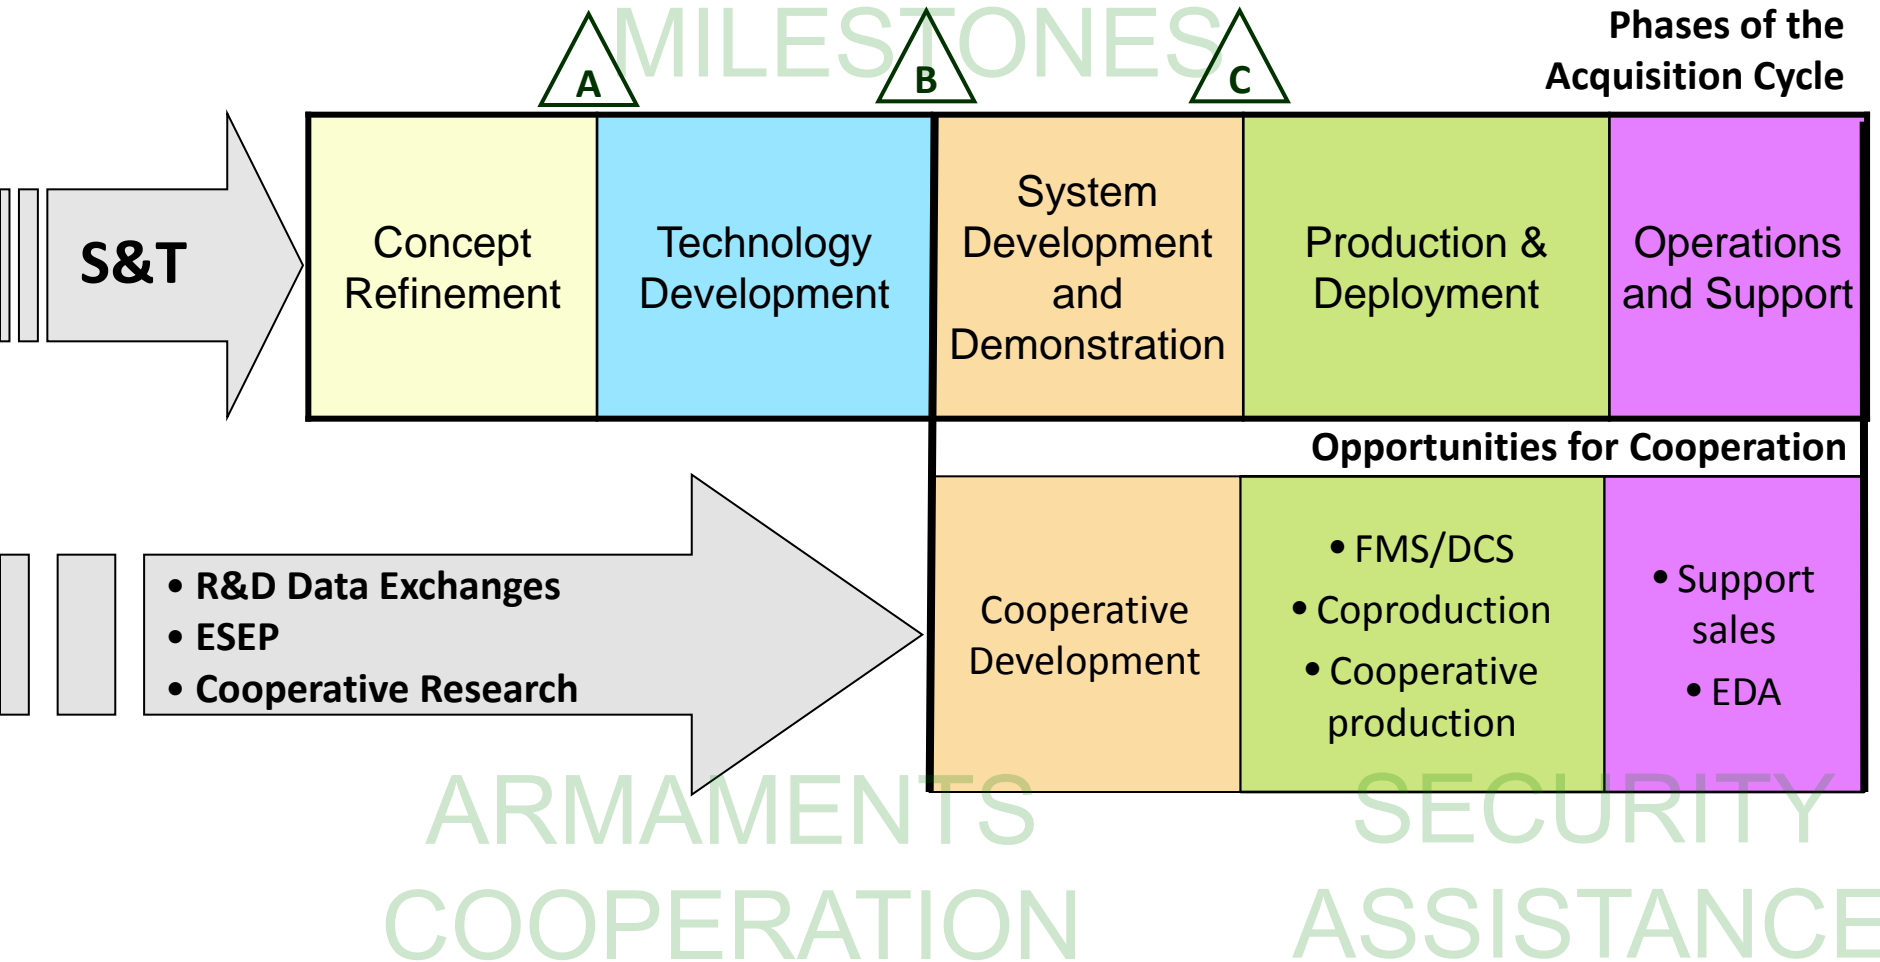 MILESTONES
A
B
C
Phases of the
Acquisition Cycle
S&T
Concept
Refinement
Technology
Development
System
Development
and
Demonstration
Production &
Deployment
Operations
and Support
Opportunities for Cooperation
• R&D Data Exchanges
• ESEP
• Cooperative Research
Cooperative
Development
• FMS/DCS
• Coproduction
• Cooperative
production
• Support
sales
• EDA
ARMAMENTS
COOPERATION
SECURITY
ASSISTANCE